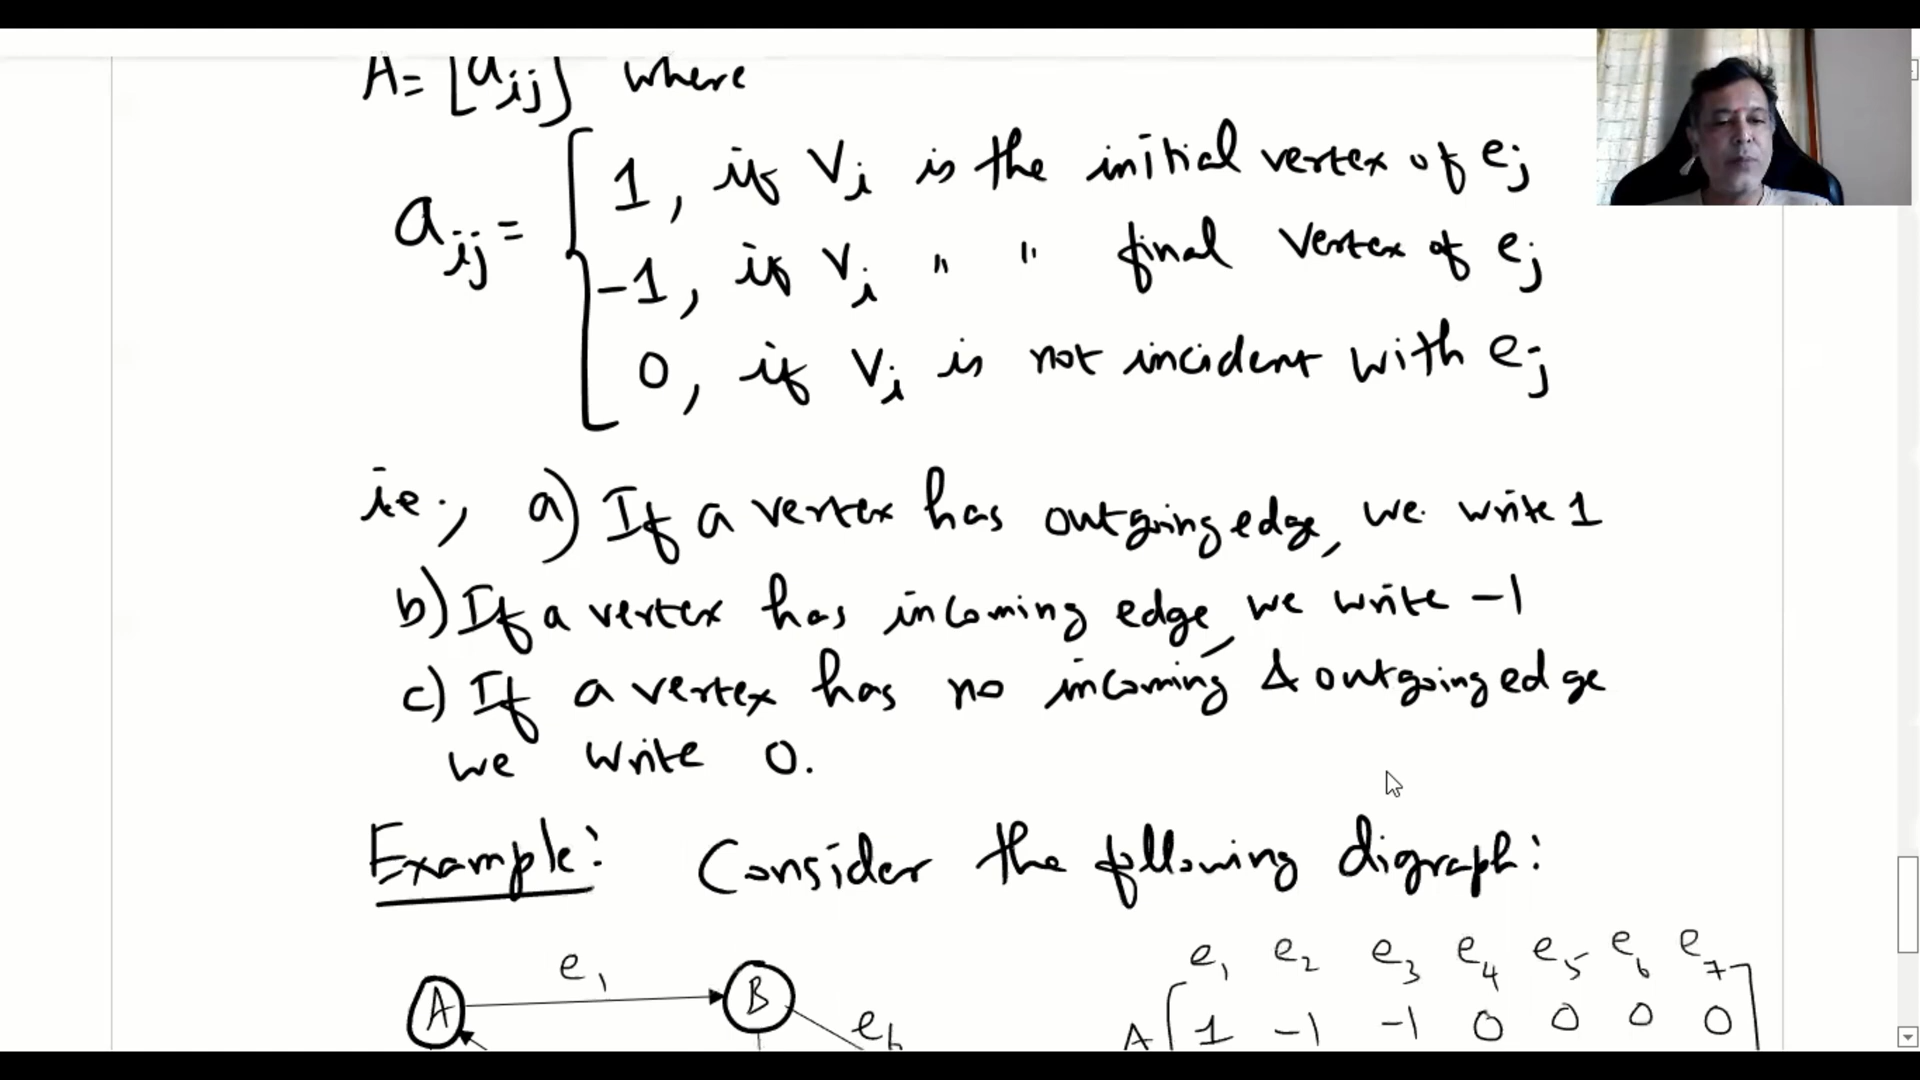 A = [aij] where
aij = { 1, if Vi is the initial vertex of ej
-1, if Vi " " final vertex of ej
0, if Vi is not incident with ej
ie., a) If a vertex has outgoing edge, we write 1
b) If a vertex has incoming edge, we write -1
c) If a vertex has no incoming & outgoing edge
we write 0.
Example: Consider the following digraph:
e1 e2 e3 e4 e5 e6 e7
e1
A B e6
A [ 1 -1 -1 0 0 0 0 ]